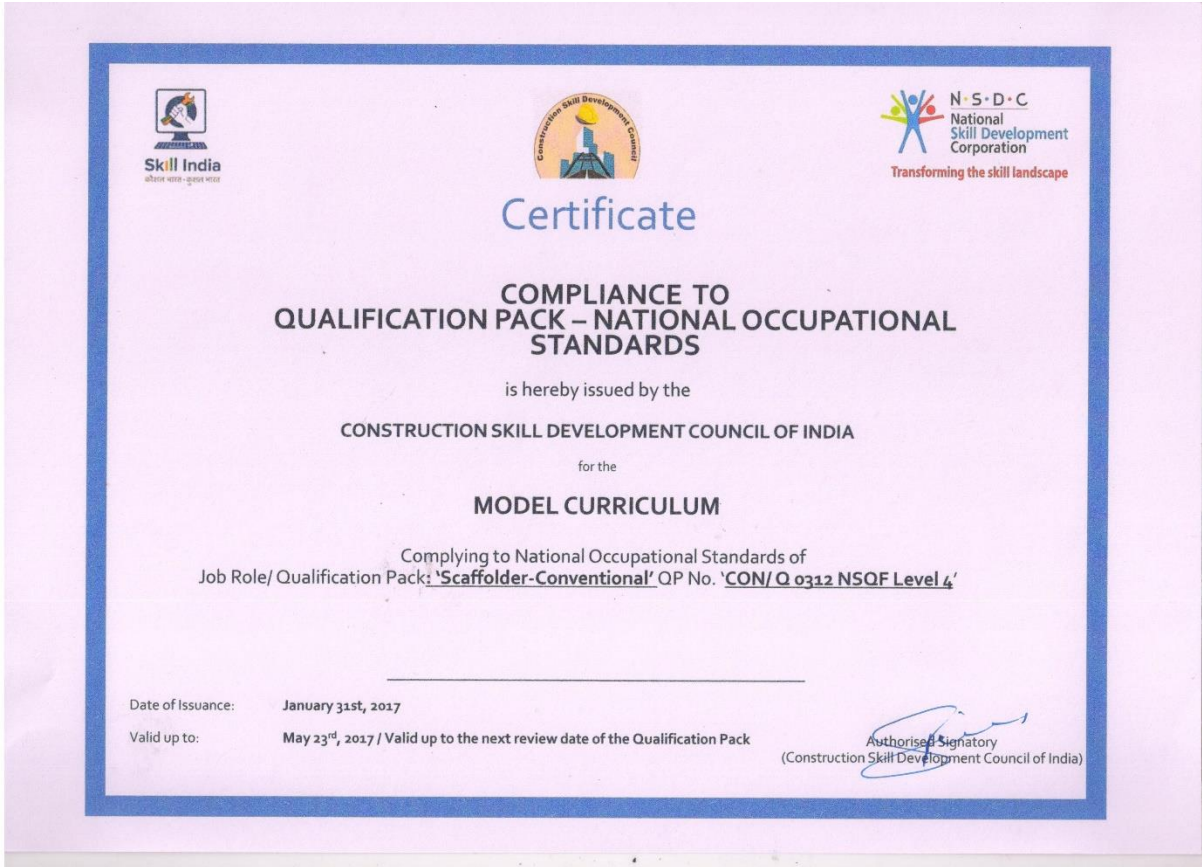 Skill India
कौशल भारत-कुशल भारत
Construction Skill Development Council
N·S·D·C
National
Skill Development
Corporation
Transforming the skill landscape
Certificate
COMPLIANCE TO
QUALIFICATION PACK – NATIONAL OCCUPATIONAL
STANDARDS
is hereby issued by the
CONSTRUCTION SKILL DEVELOPMENT COUNCIL OF INDIA
for the
MODEL CURRICULUM
Complying to National Occupational Standards of
Job Role/ Qualification Pack: ‘Scaffolder-Conventional’ QP No. ‘CON/ Q 0312 NSQF Level 4’
Date of Issuance: January 31st, 2017
Valid up to: May 23rd, 2017 / Valid up to the next review date of the Qualification Pack
Authorised Signatory
(Construction Skill Development Council of India)